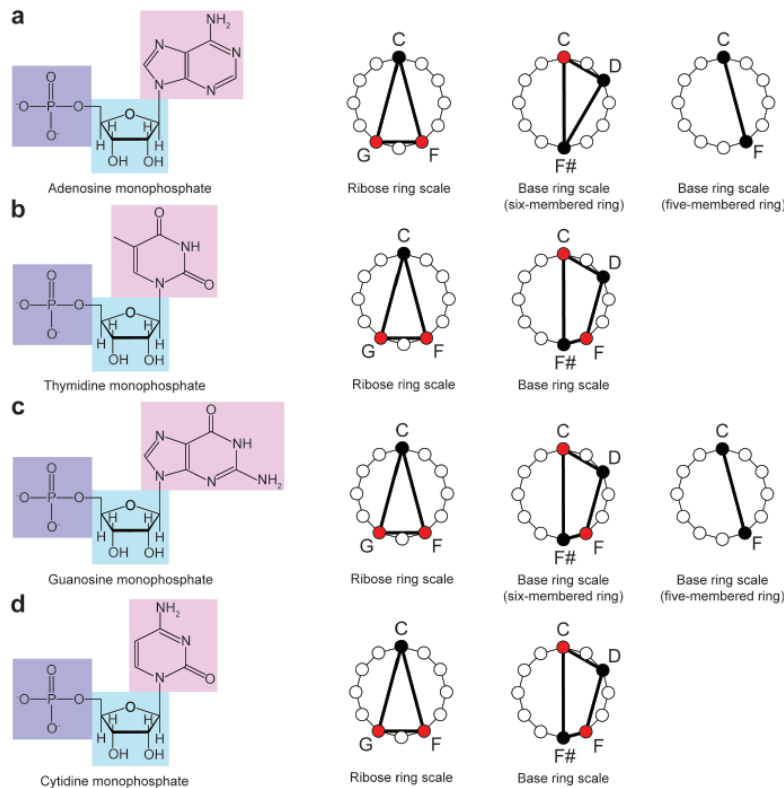 a
NH₂
N
N
N
N
O
⁻O
P
O
O⁻
O
H
H
H
H
OH
OH
Adenosine monophosphate
C
G
F
Ribose ring scale
C
D
F#
Base ring scale
(six-membered ring)
C
F
Base ring scale
(five-membered ring)
b
O
NH
N
O
O
⁻O
P
O
O⁻
O
H
H
H
H
OH
OH
Thymidine monophosphate
C
G
F
Ribose ring scale
C
D
F#
F
Base ring scale
c
O
N
NH
N
N
NH₂
O
⁻O
P
O
O⁻
O
H
H
H
H
OH
OH
Guanosine monophosphate
C
G
F
Ribose ring scale
C
D
F#
F
Base ring scale
(six-membered ring)
C
F
Base ring scale
(five-membered ring)
d
NH₂
N
N
O
O
⁻O
P
O
O⁻
O
H
H
H
H
OH
OH
Cytidine monophosphate
C
G
F
Ribose ring scale
C
D
F#
F
Base ring scale